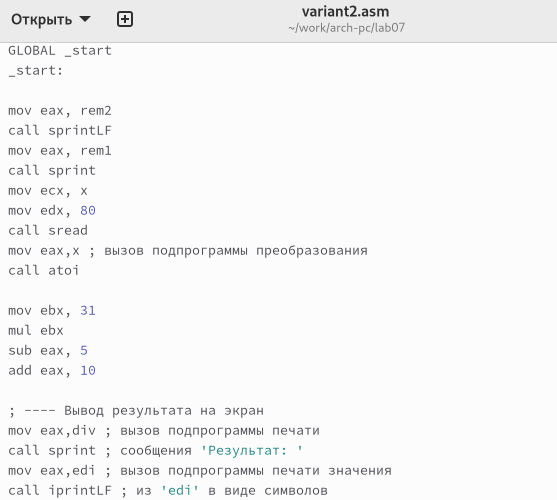 Открыть
variant2.asm
~/work/arch-pc/lab07
GLOBAL _start
_start:
mov eax, rem2
call sprintLF
mov eax, rem1
call sprint
mov ecx, x
mov edx, 80
call sread
mov eax,x ; вызов подпрограммы преобразования
call atoi
mov ebx, 31
mul ebx
sub eax, 5
add eax, 10
; ---- Вывод результата на экран
mov eax,div ; вызов подпрограммы печати
call sprint ; сообщения 'Результат: '
mov eax,edi ; вызов подпрограммы печати значения
call iprintLF ; из 'edi' в виде символов